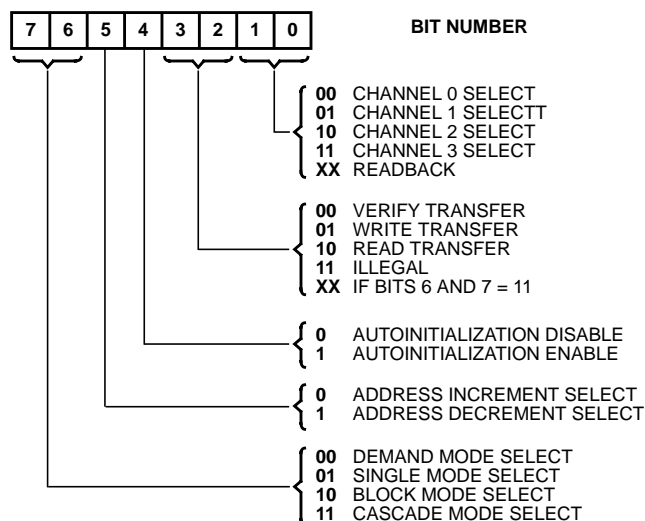 7 6 5 4 3 2 1 0 BIT NUMBER
00 CHANNEL 0 SELECT
01 CHANNEL 1 SELECTT
10 CHANNEL 2 SELECT
11 CHANNEL 3 SELECT
XX READBACK
00 VERIFY TRANSFER
01 WRITE TRANSFER
10 READ TRANSFER
11 ILLEGAL
XX IF BITS 6 AND 7 = 11
0 AUTOINITIALIZATION DISABLE
1 AUTOINITIALIZATION ENABLE
0 ADDRESS INCREMENT SELECT
1 ADDRESS DECREMENT SELECT
00 DEMAND MODE SELECT
01 SINGLE MODE SELECT
10 BLOCK MODE SELECT
11 CASCADE MODE SELECT